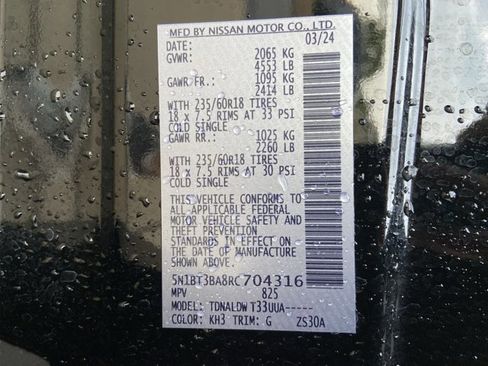 MFD BY NISSAN MOTOR CO., LTD.
DATE: 03/24
GVWR: 2065 KG
4553 LB
GAWR FR.: 1095 KG
2414 LB
WITH 235/60R18 TIRES
18 x 7.5 RIMS AT 33 PSI
COLD SINGLE
GAWR RR.: 1025 KG
2260 LB
WITH 235/60R18 TIRES
18 x 7.5 RIMS AT 30 PSI
COLD SINGLE
THIS VEHICLE CONFORMS TO
ALL APPLICABLE FEDERAL
MOTOR VEHICLE SAFETY AND
THEFT PREVENTION
STANDARDS IN EFFECT ON
THE DATE OF MANUFACTURE
SHOWN ABOVE.
5N1BT3BA8RC704316
MPV 825
MODEL: TDNALDW T33UUA-----
COLOR: KH3 TRIM: G ZS30A